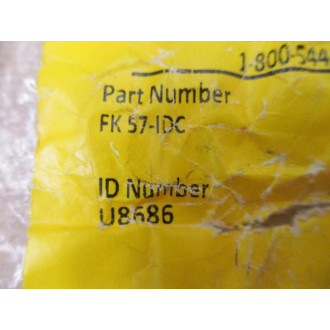 1-800-544
Part Number
FK 57-IDC
ID Number
U8686